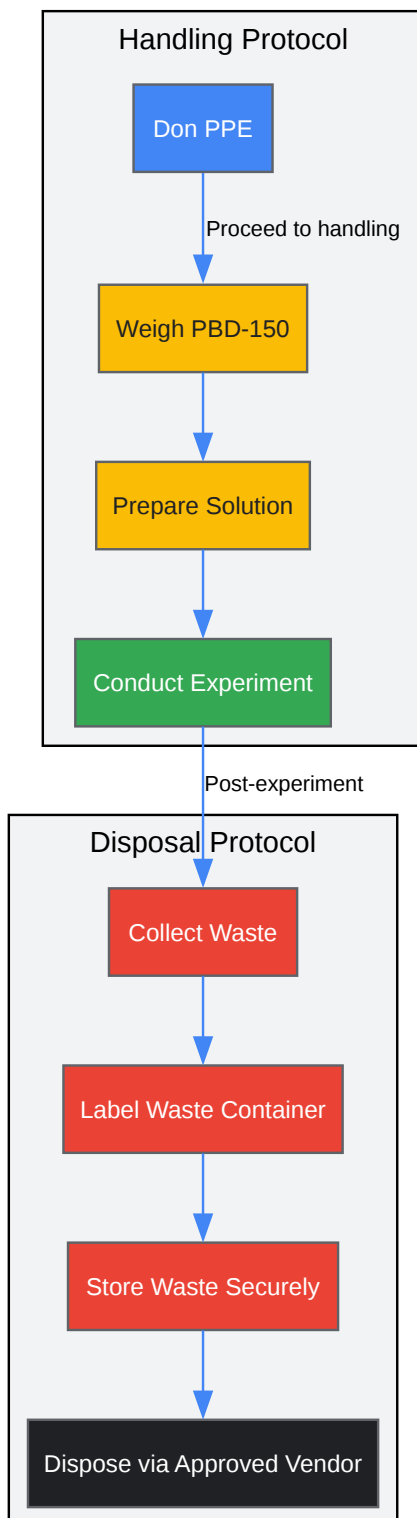 Handling Protocol
Don PPE
Proceed to handling
Weigh PBD-150
Prepare Solution
Conduct Experiment
Post-experiment
Disposal Protocol
Collect Waste
Label Waste Container
Store Waste Securely
Dispose via Approved Vendor